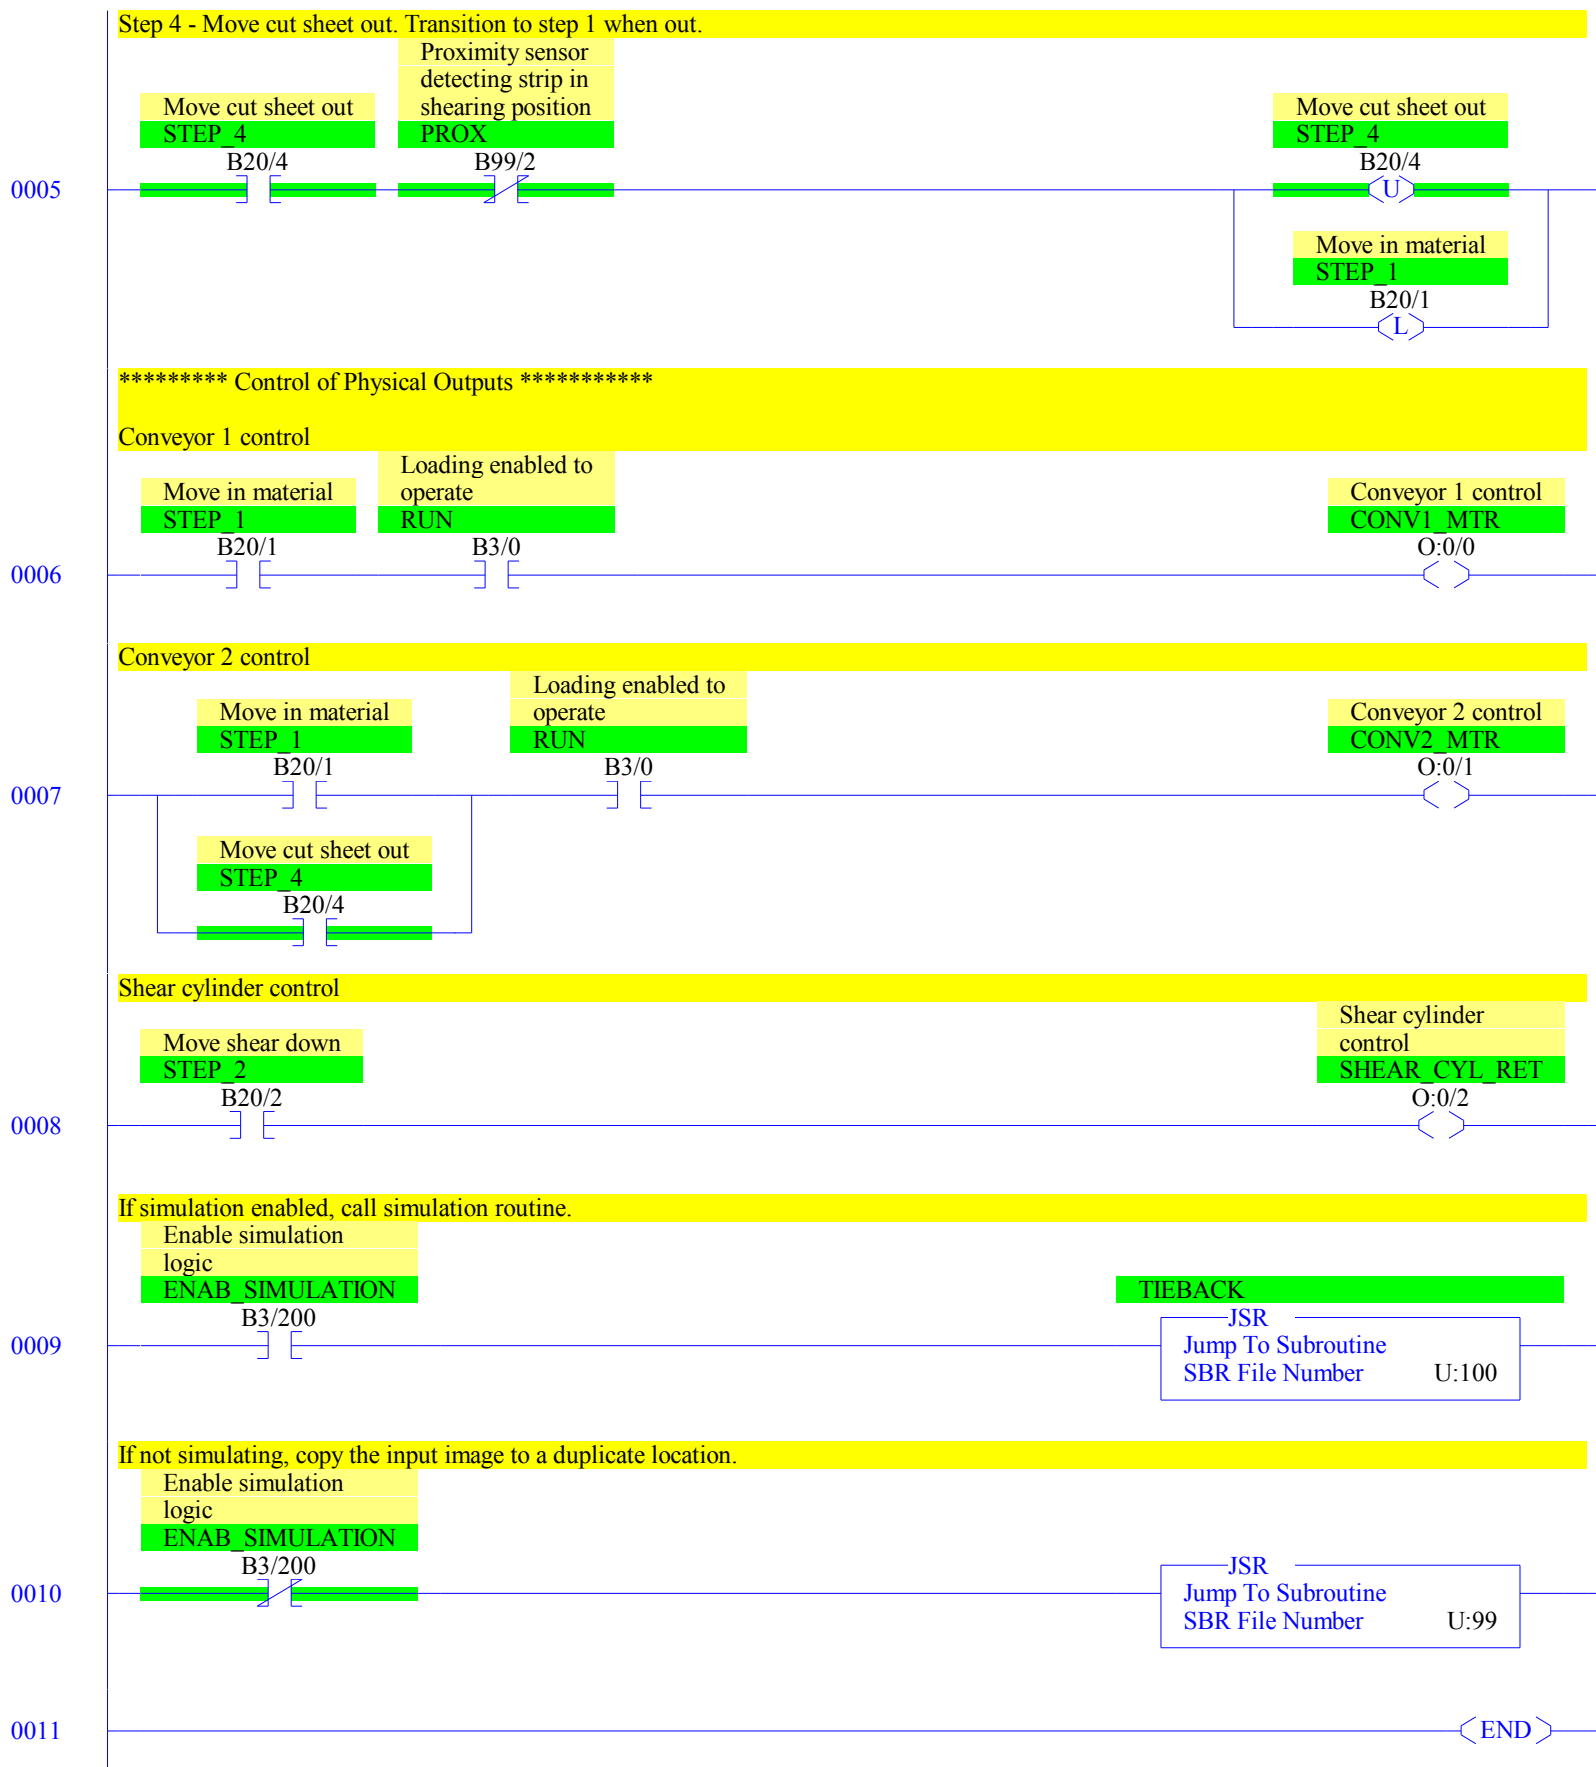 Step 4 - Move cut sheet out. Transition to step 1 when out.
Move cut sheet out
STEP_4
B20/4
Proximity sensor
detecting strip in
shearing position
PROX
B99/2
Move cut sheet out
STEP_4
B20/4
0005
U
Move in material
STEP_1
B20/1
L
********* Control of Physical Outputs ***********
Conveyor 1 control
Move in material
STEP_1
B20/1
Loading enabled to
operate
RUN
B3/0
Conveyor 1 control
CONV1_MTR
O:0/0
0006
Conveyor 2 control
Move in material
STEP_1
B20/1
Loading enabled to
operate
RUN
B3/0
Conveyor 2 control
CONV2_MTR
O:0/1
0007
Move cut sheet out
STEP_4
B20/4
Shear cylinder control
Move shear down
STEP_2
B20/2
Shear cylinder
control
SHEAR_CYL_RET
O:0/2
0008
If simulation enabled, call simulation routine.
Enable simulation
logic
ENAB_SIMULATION
B3/200
TIEBACK
0009
JSR
Jump To Subroutine
SBR File Number U:100
If not simulating, copy the input image to a duplicate location.
Enable simulation
logic
ENAB_SIMULATION
B3/200
0010
JSR
Jump To Subroutine
SBR File Number U:99
0011
END